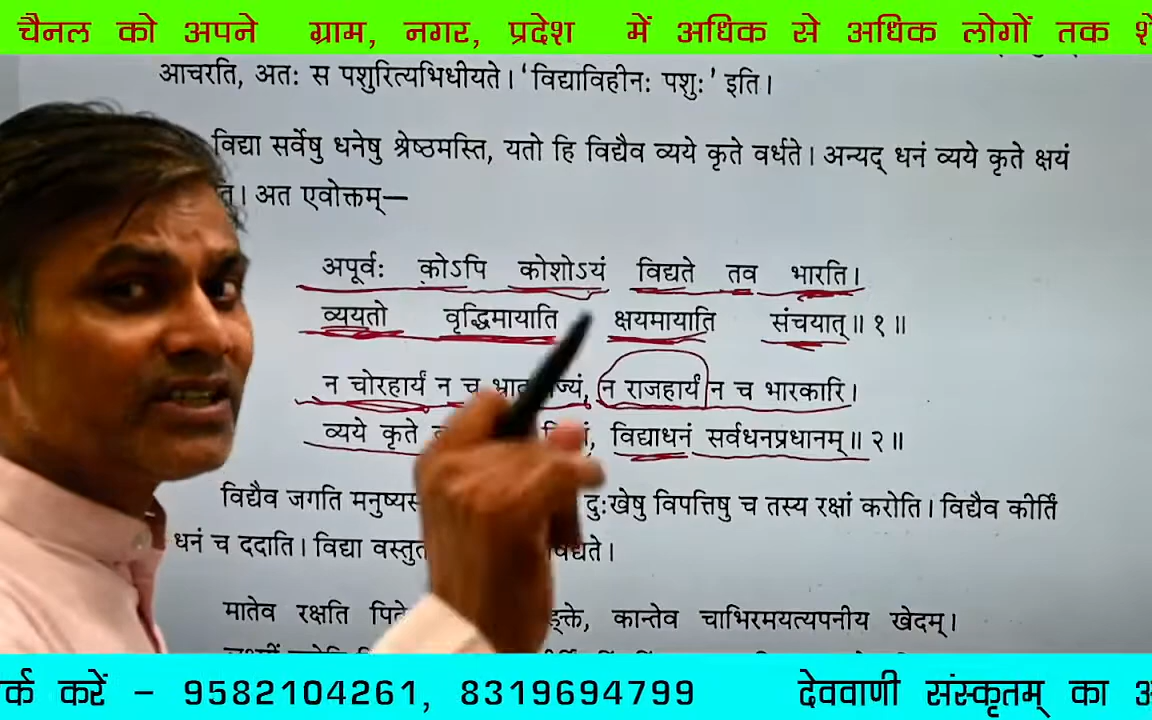 चैनल को अपने ग्राम, नगर, प्रदेश में अधिक से अधिक लोगों तक
आचरति, अतः स पशुरित्यभिधीयते। 'विद्याविहीनः पशुः' इति।
विद्या सर्वेषु धनेषु श्रेष्ठमस्ति, यतो हि विद्यैव व्यये कृते वर्धते। अन्यद् धनं व्यये कृते क्षयं
अत एवोक्तम्—
अपूर्वः कोऽपि कोशोऽयं विद्यते तव भारति।
व्ययतो वृद्धिमायाति क्षयमायाति संचयात्॥ १ ॥
न चोरहार्यं न च न राजहार्यं न च भारकारि।
व्यये कृते विद्याधनं सर्वधनप्रधानम्॥ २ ॥
विद्यैव जगति दुःखेषु विपत्तिषु च तस्य रक्षां करोति। विद्यैव कीर्तिं
धनं च ददाति। विद्या
मातेव रक्षति कान्तेव चाभिरमयत्यपनीय खेदम्।
करें – 9582104261, 8319694799 देववाणी संस्कृतम् का